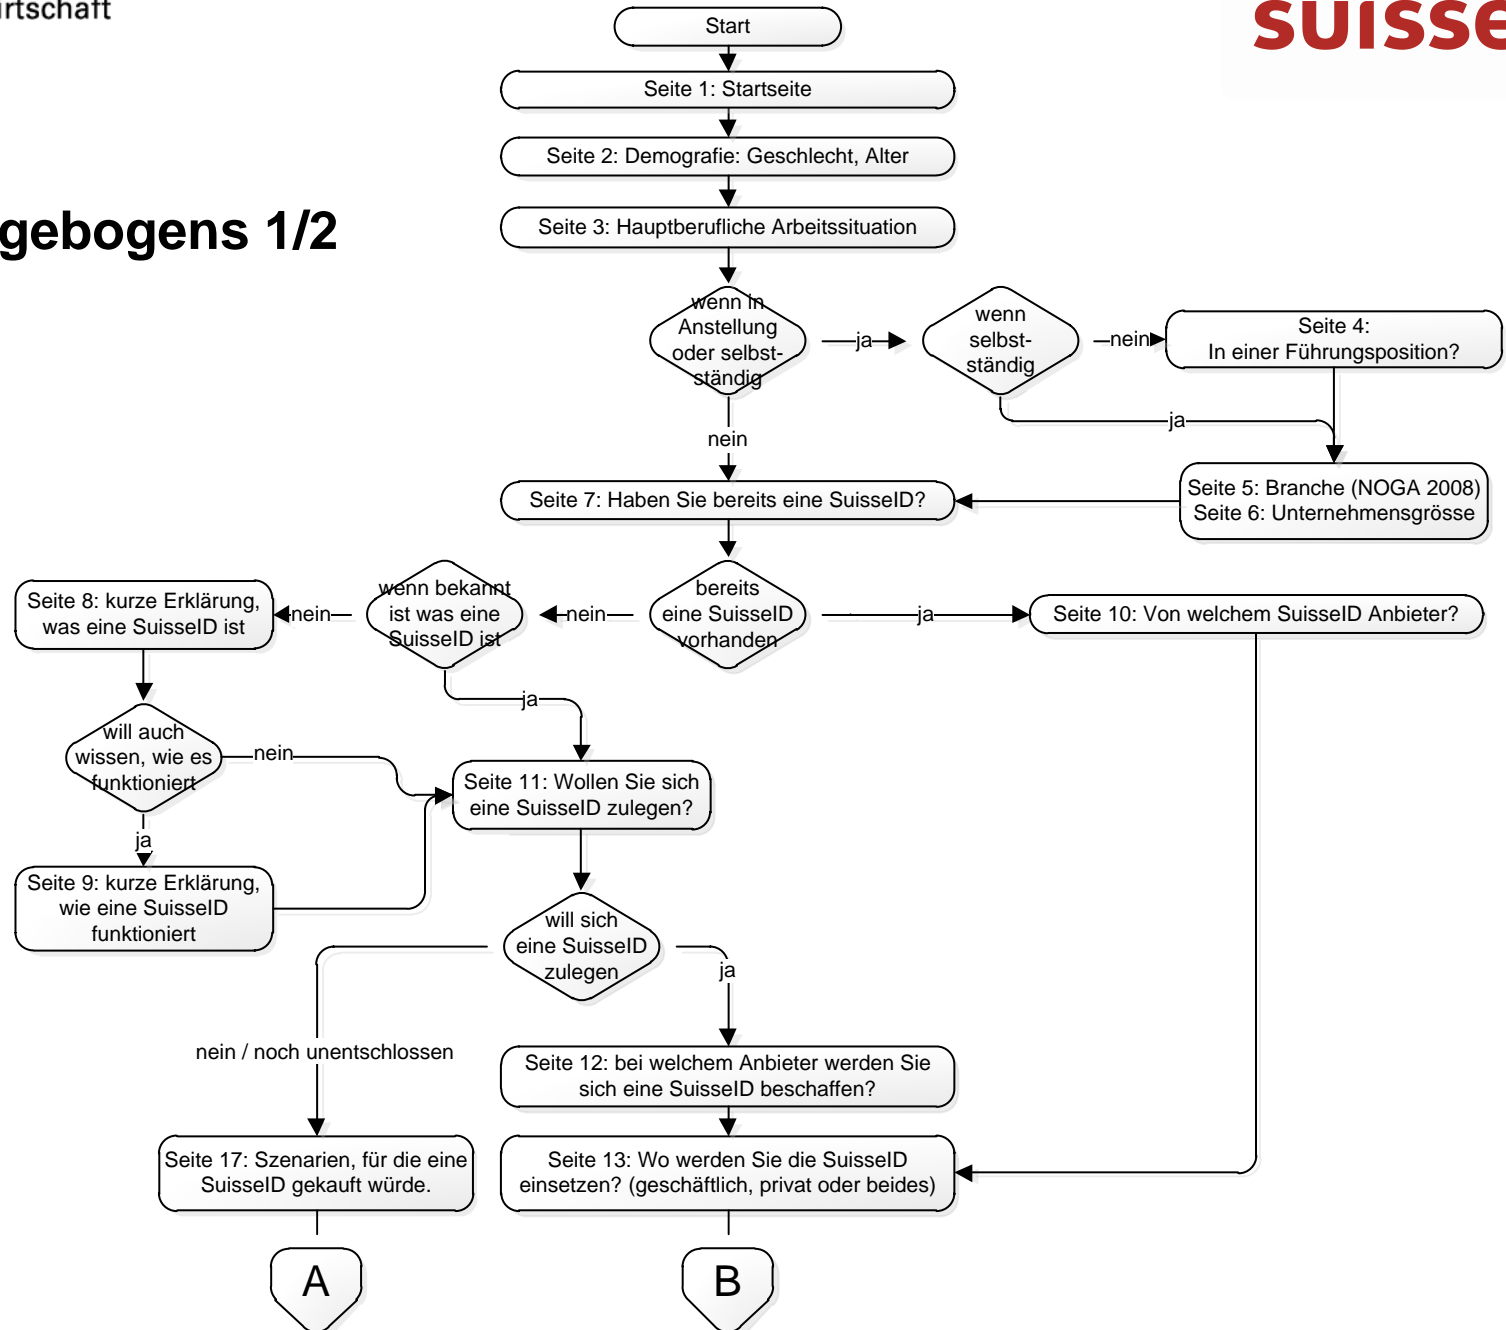 irtschaft
suisse
gebogens 1/2
Start
Seite 1: Startseite
Seite 2: Demografie: Geschlecht, Alter
Seite 3: Hauptberufliche Arbeitssituation
wenn in
Anstellung
oder selbst-
ständig
ja
wenn
selbst-
ständig
nein
Seite 4:
In einer Führungsposition?
ja
nein
Seite 5: Branche (NOGA 2008)
Seite 6: Unternehmensgrösse
Seite 7: Haben Sie bereits eine SuisseID?
bereits
eine SuisseID
vorhanden
ja
Seite 10: Von welchem SuisseID Anbieter?
nein
wenn bekannt
ist was eine
SuisseID ist
nein
Seite 8: kurze Erklärung,
was eine SuisseID ist
ja
will auch
wissen, wie es
funktioniert
nein
ja
Seite 9: kurze Erklärung,
wie eine SuisseID
funktioniert
Seite 11: Wollen Sie sich
eine SuisseID zulegen?
will sich
eine SuisseID
zulegen
ja
nein / noch unentschlossen
Seite 12: bei welchem Anbieter werden Sie
sich eine SuisseID beschaffen?
Seite 17: Szenarien, für die eine
SuisseID gekauft würde.
Seite 13: Wo werden Sie die SuisseID
einsetzen? (geschäftlich, privat oder beides)
A
B